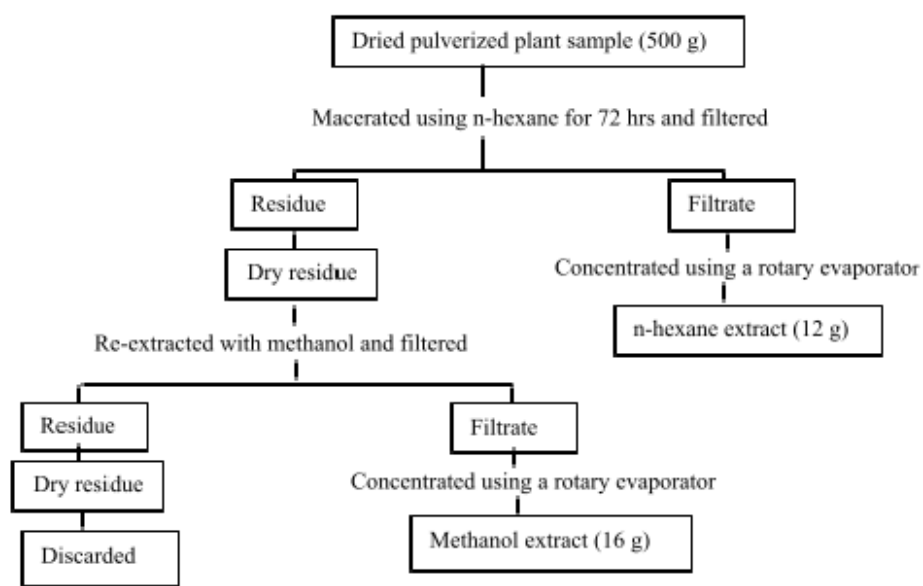 Dried pulverized plant sample (500 g)
Macerated using n-hexane for 72 hrs and filtered
Residue
Filtrate
Dry residue
Concentrated using a rotary evaporator
n-hexane extract (12 g)
Re-extracted with methanol and filtered
Residue
Filtrate
Dry residue
Concentrated using a rotary evaporator
Discarded
Methanol extract (16 g)